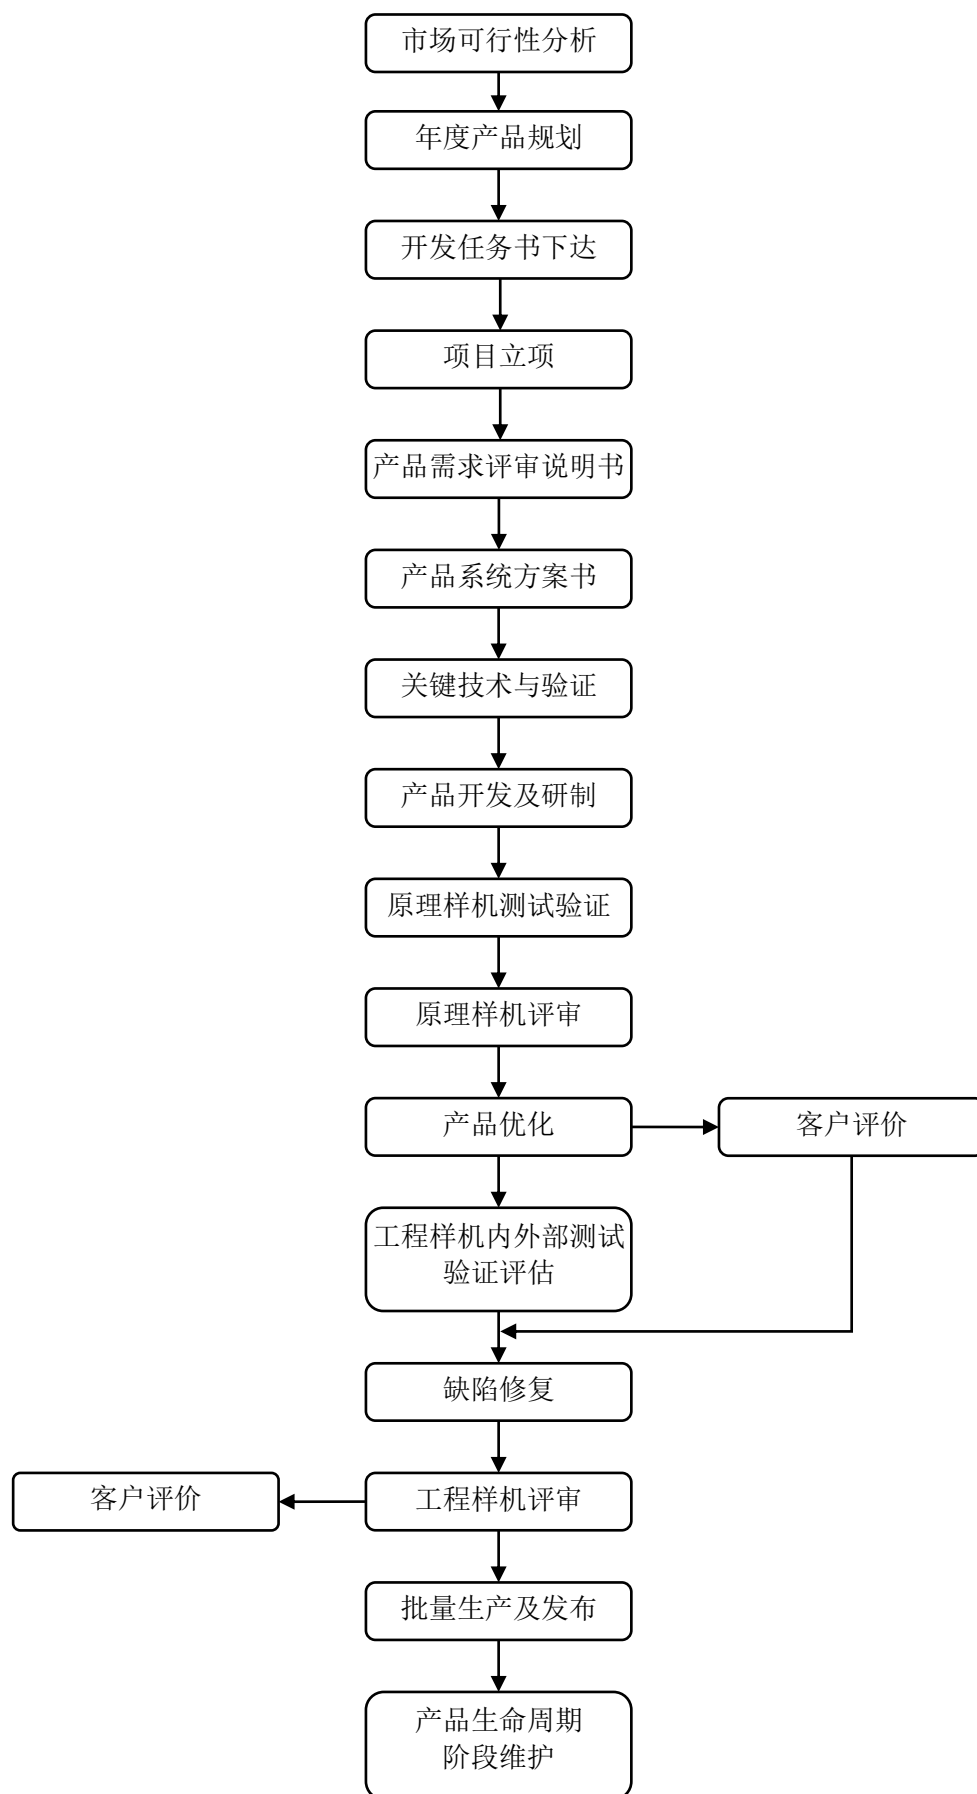 市场可行性分析
年度产品规划
开发任务书下达
项目立项
产品需求评审说明书
产品系统方案书
关键技术与验证
产品开发及研制
原理样机测试验证
原理样机评审
产品优化
客户评价
工程样机内外部测试
验证评估
缺陷修复
客户评价
工程样机评审
批量生产及发布
产品生命周期
阶段维护